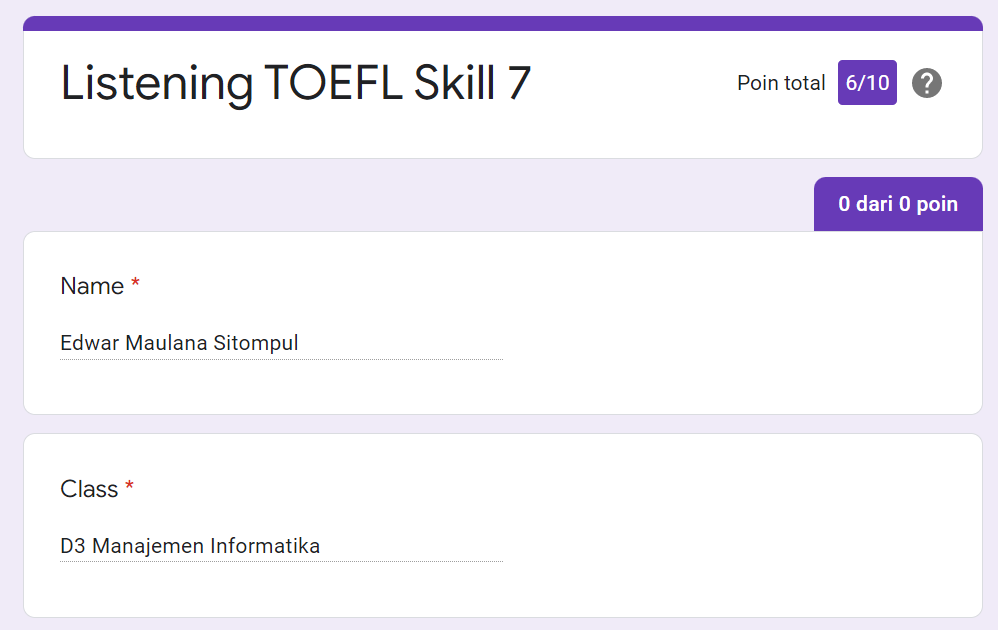 Listening TOEFL Skill 7
Poin total 6/10 ?
0 dari 0 poin
Name *
Edwar Maulana Sitompul
Class *
D3 Manajemen Informatika